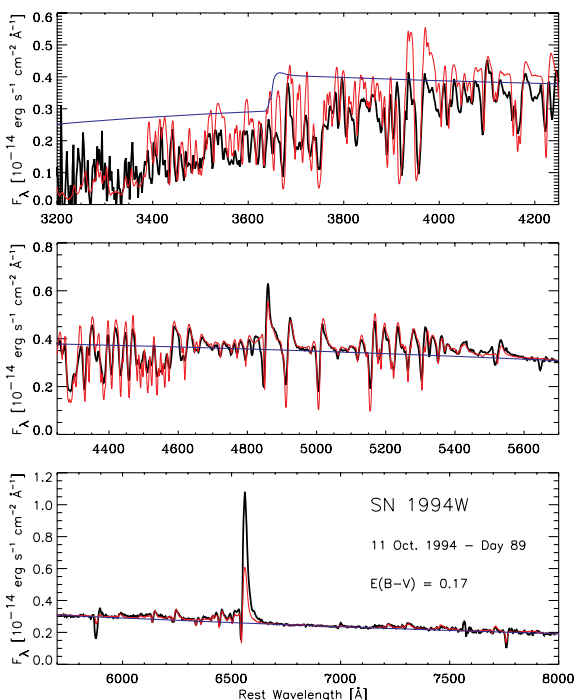 0.6
0.5
0.4
0.3
0.2
0.1
0.0
F_λ [10⁻¹⁴ erg s⁻¹ cm⁻² Å⁻¹]
3200 3400 3600 3800 4000 4200
0.8
0.6
0.4
0.2
0.0
F_λ [10⁻¹⁴ erg s⁻¹ cm⁻² Å⁻¹]
4400 4600 4800 5000 5200 5400 5600
1.2
1.0
0.8
0.6
0.4
0.2
0.0
F_λ [10⁻¹⁴ erg s⁻¹ cm⁻² Å⁻¹]
SN 1994W
11 Oct. 1994 – Day 89
E(B–V) = 0.17
6000 6500 7000 7500 8000
Rest Wavelength [Å]